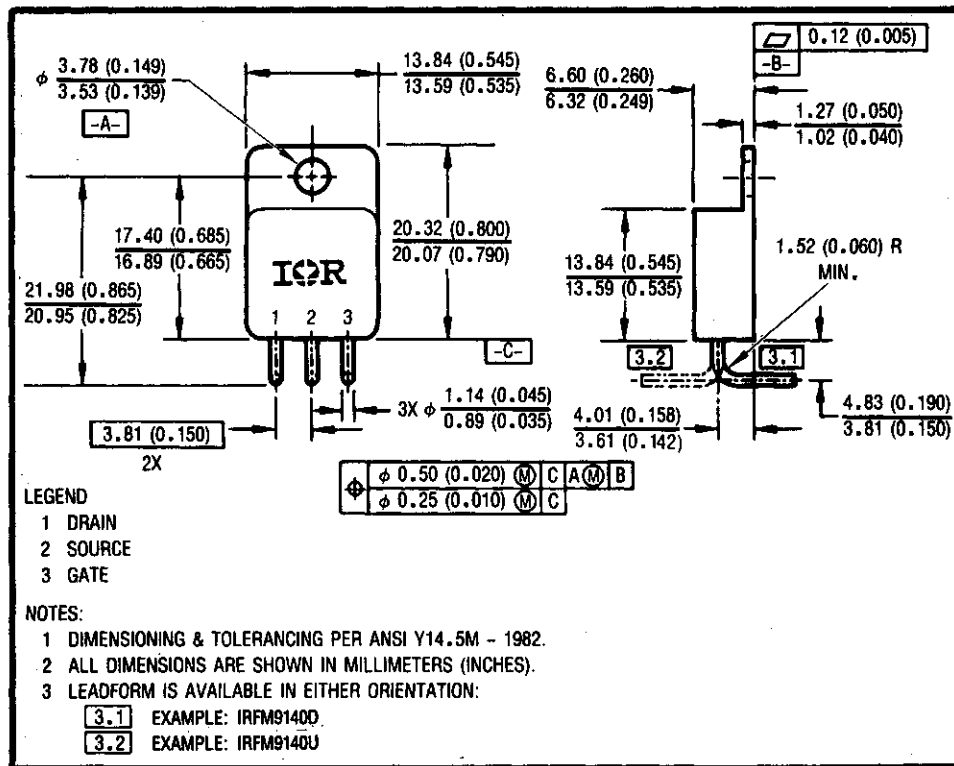 0.12 (0.005)
-B-
φ 3.78 (0.149)
3.53 (0.139)
-A-
13.84 (0.545)
13.59 (0.535)
6.60 (0.260)
6.32 (0.249)
1.27 (0.050)
1.02 (0.040)
17.40 (0.685)
16.89 (0.665)
20.32 (0.800)
20.07 (0.790)
1.52 (0.060) R
MIN.
IOR
13.84 (0.545)
13.59 (0.535)
21.98 (0.865)
20.95 (0.825)
1 2 3
-C-
3.2
3.1
3X φ 1.14 (0.045)
0.89 (0.035)
4.01 (0.158)
3.61 (0.142)
4.83 (0.190)
3.81 (0.150)
3.81 (0.150)
2X
⌖ φ 0.50 (0.020) Ⓜ C A Ⓜ B
φ 0.25 (0.010) Ⓜ C
LEGEND
1 DRAIN
2 SOURCE
3 GATE
NOTES:
1 DIMENSIONING & TOLERANCING PER ANSI Y14.5M - 1982.
2 ALL DIMENSIONS ARE SHOWN IN MILLIMETERS (INCHES).
3 LEADFORM IS AVAILABLE IN EITHER ORIENTATION:
3.1 EXAMPLE: IRFM9140D
3.2 EXAMPLE: IRFM9140U